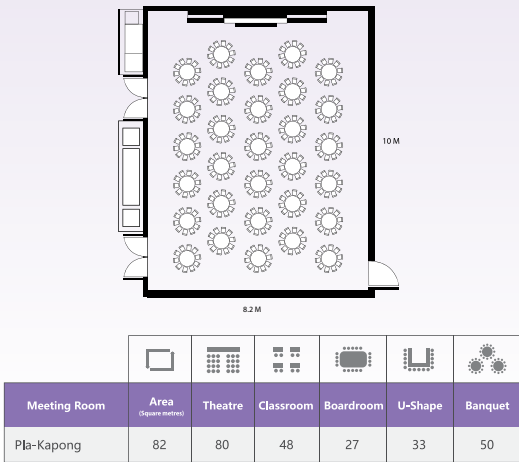 10 M
8.2 M
Meeting Room Area (Square metres) Theatre Classroom Boardroom U-Shape Banquet
Pla-Kapong 82 80 48 27 33 50